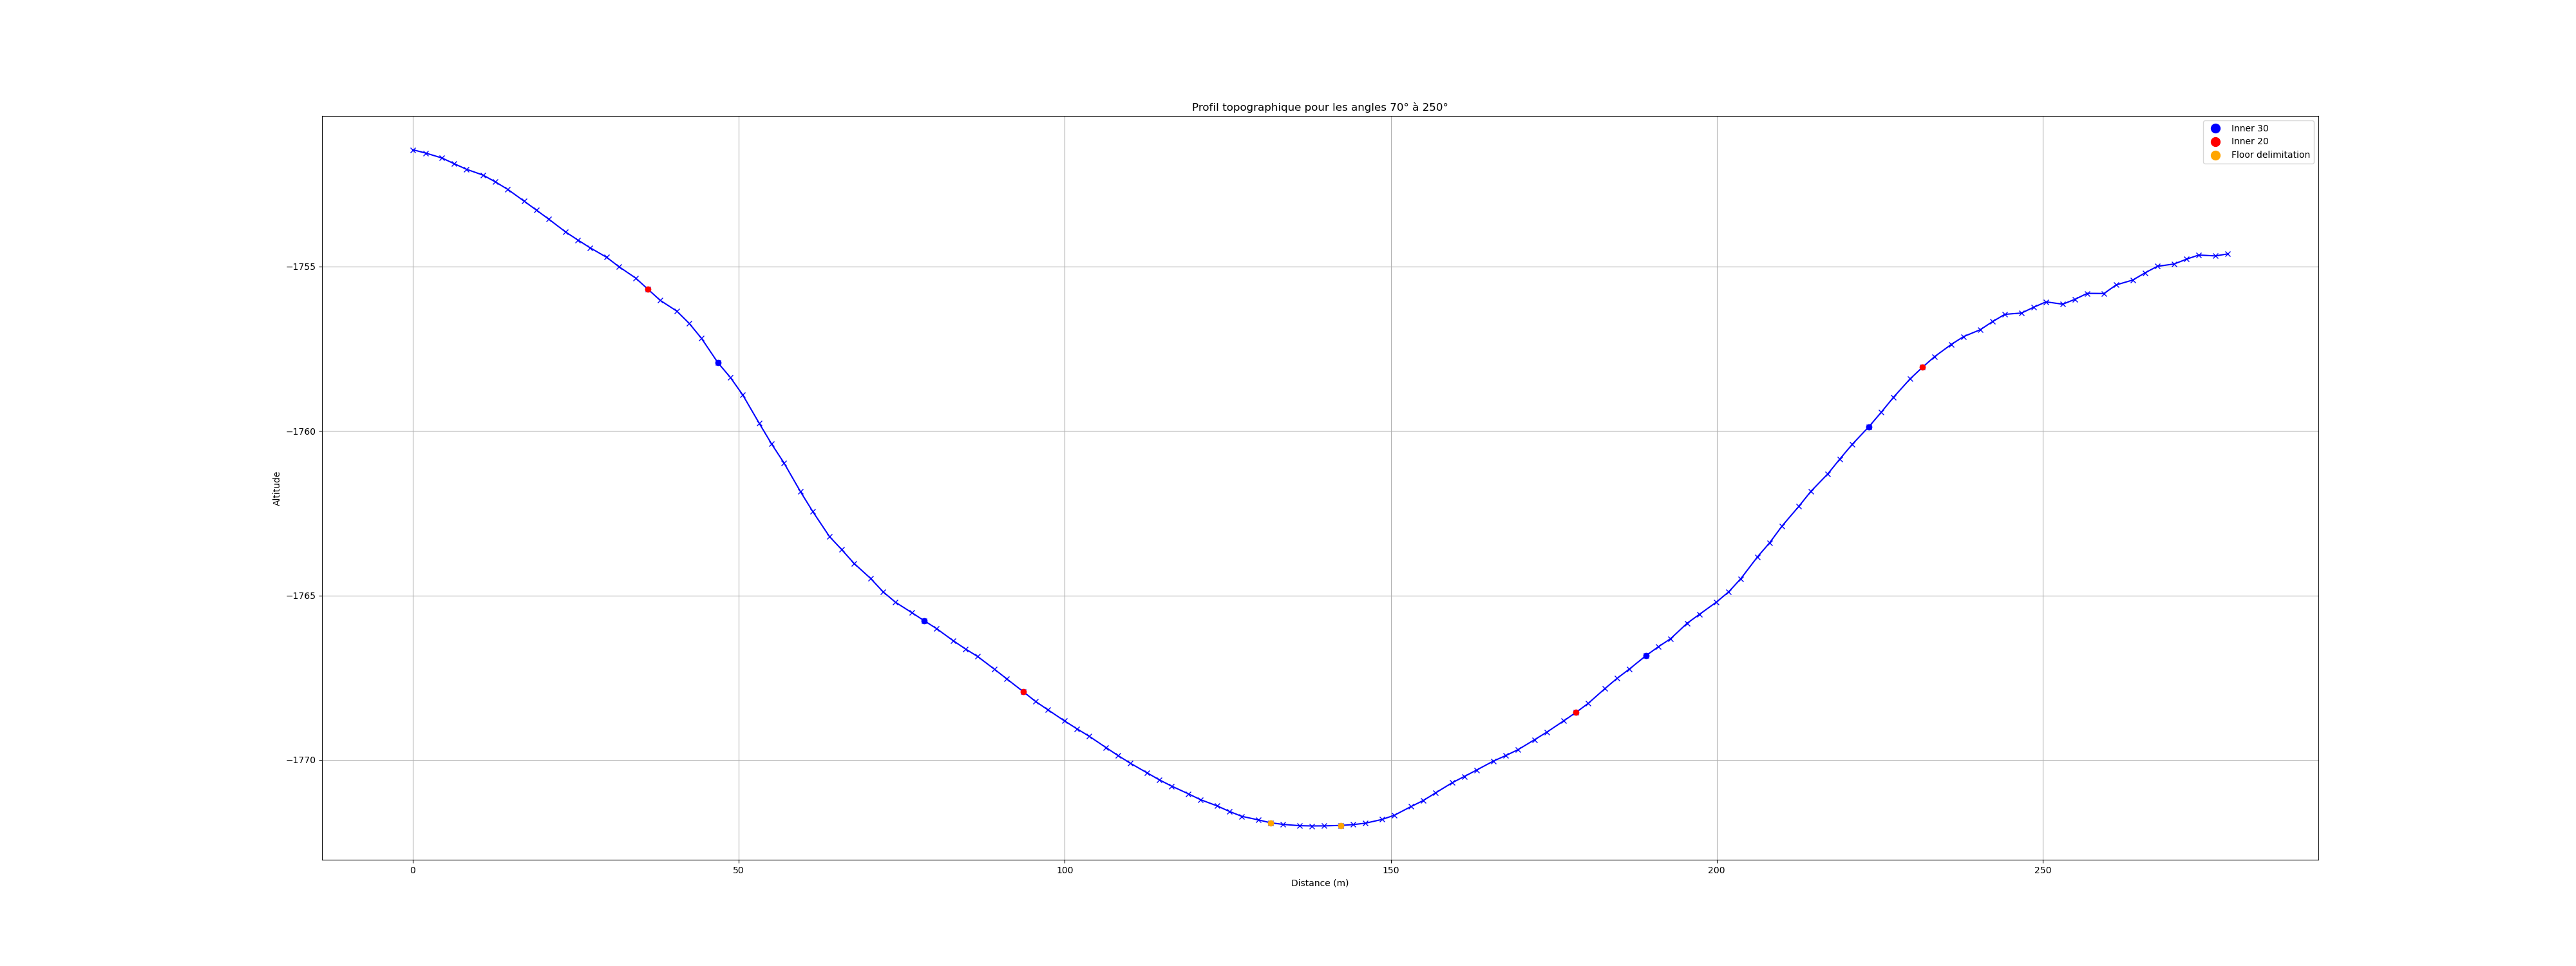 Profil topographique pour les angles 70° à 250°
Inner 30
Inner 20
Floor delimitation
−1755
−1760
−1765
−1770
Altitude
0
50
100
150
200
250
Distance (m)